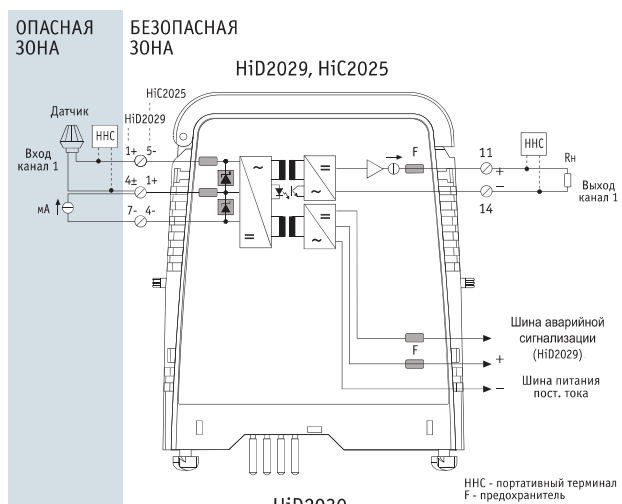 ОПАСНАЯ
ЗОНА
БЕЗОПАСНАЯ
ЗОНА
HiD2029, HiC2025
HiC2025
HiD2029
Датчик
ННС
1+ 5-
Вход
канал 1
4± 1+
мА
7- 4-
~
=
=
~
=
~
F
11
+
−
14
ННС
Rн
Выход
канал 1
F
Шина аварийной
сигнализации
(HiD2029)
+
Шина питания
пост. тока
−
ННС - портативный терминал
F - предохранитель
HiD2030